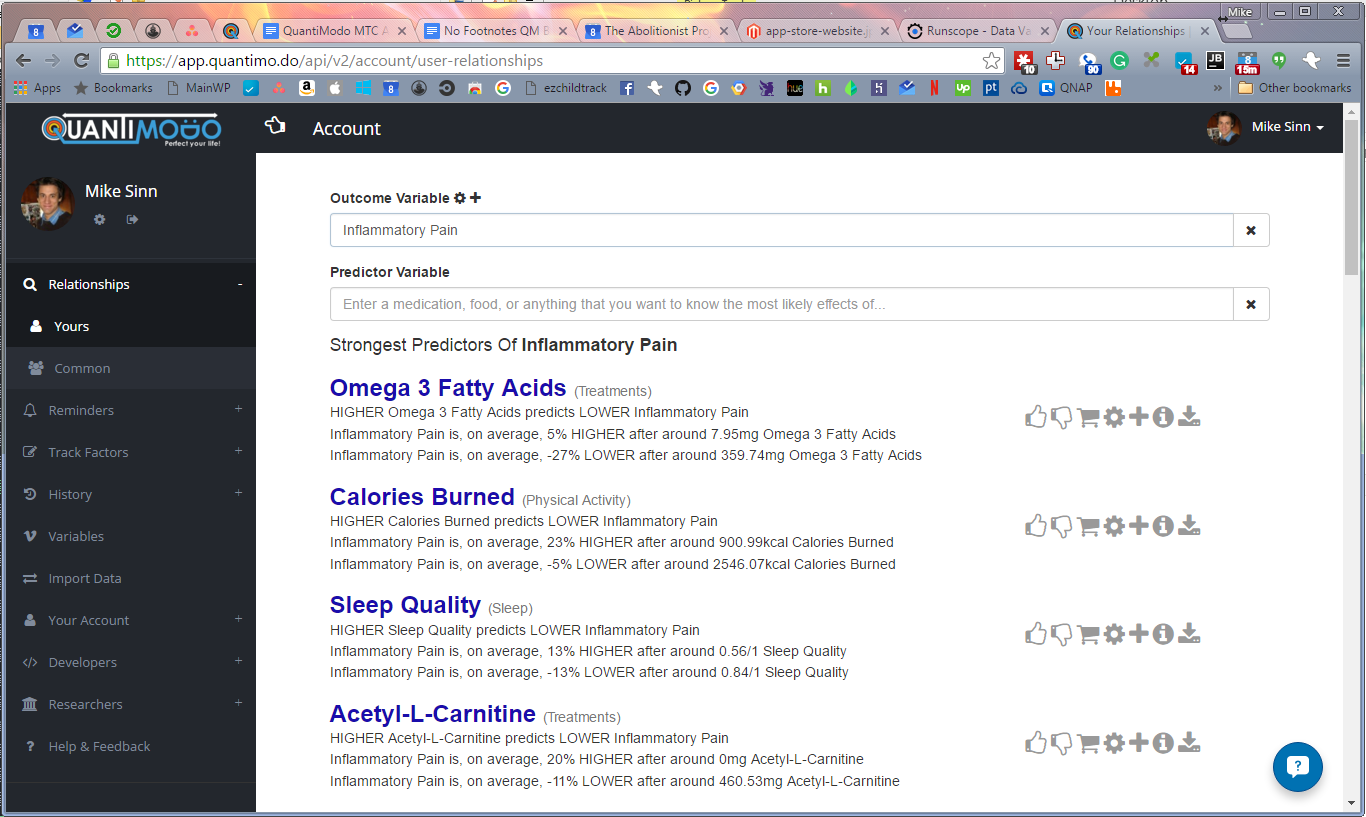 Mike
QuantiModo MTC A
No Footnotes QM B
The Abolitionist Pro
app-store-website.j
Runscope - Data Va
Your Relationships
https://app.quantimo.do/api/v2/account/user-relationships
10
90
14
JB
15m
Apps
Bookmarks
MainWP
ezchildtrack
hue
h
Up
pt
QNAP
»
Other bookmarks
QUANTIMODO
Perfect your life!
Account
Mike Sinn
Mike Sinn
Relationships -
Yours
Common
Reminders +
Track Factors +
History +
Variables
Import Data
Your Account +
Developers +
Researchers +
Help & Feedback
Outcome Variable
Inflammatory Pain
Predictor Variable
Enter a medication, food, or anything that you want to know the most likely effects of...
Strongest Predictors Of Inflammatory Pain
Omega 3 Fatty Acids (Treatments)
HIGHER Omega 3 Fatty Acids predicts LOWER Inflammatory Pain
Inflammatory Pain is, on average, 5% HIGHER after around 7.95mg Omega 3 Fatty Acids
Inflammatory Pain is, on average, -27% LOWER after around 359.74mg Omega 3 Fatty Acids
Calories Burned (Physical Activity)
HIGHER Calories Burned predicts LOWER Inflammatory Pain
Inflammatory Pain is, on average, 23% HIGHER after around 900.99kcal Calories Burned
Inflammatory Pain is, on average, -5% LOWER after around 2546.07kcal Calories Burned
Sleep Quality (Sleep)
HIGHER Sleep Quality predicts LOWER Inflammatory Pain
Inflammatory Pain is, on average, 13% HIGHER after around 0.56/1 Sleep Quality
Inflammatory Pain is, on average, -13% LOWER after around 0.84/1 Sleep Quality
Acetyl-L-Carnitine (Treatments)
HIGHER Acetyl-L-Carnitine predicts LOWER Inflammatory Pain
Inflammatory Pain is, on average, 20% HIGHER after around 0mg Acetyl-L-Carnitine
Inflammatory Pain is, on average, -11% LOWER after around 460.53mg Acetyl-L-Carnitine